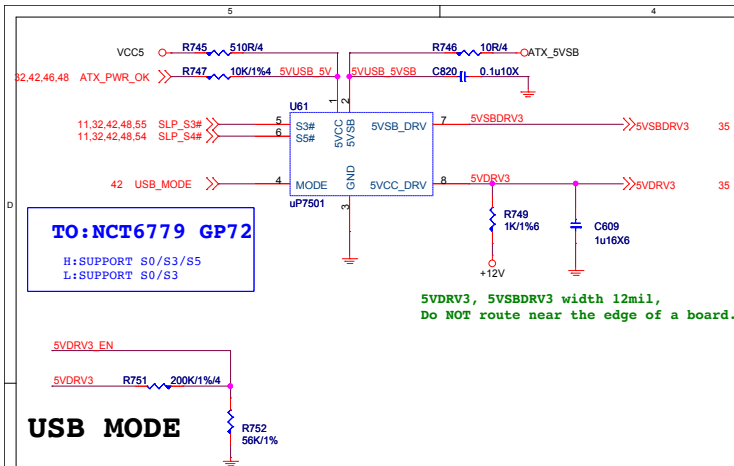 5 4
VCC5 R745 510R/4 R746 10R/4 ATX_5VSB
32,42,46,48 ATX_PWR_OK R747 10K/1%4 5VUSB_5V 5VUSB_5VSB C820 0.1u10X
1 2
U61
11,32,42,48,55 SLP_S3# 5 S3# 5VCC 5VSB 5VSB_DRV 7 5VSBDRV3 5VSBDRV3 35
11,32,42,48,54 SLP_S4# 6 S5#
42 USB_MODE 4 MODE GND 5VCC_DRV 8 5VDRV3 5VDRV3 35
uP7501 3
D
TO:NCT6779 GP72
H:SUPPORT S0/S3/S5
L:SUPPORT S0/S3
R749
1K/1%6
C609
1u16X6
+12V
5VDRV3, 5VSBDRV3 width 12mil,
Do NOT route near the edge of a board.
5VDRV3_EN
5VDRV3 R751 200K/1%/4
USB MODE
R752
56K/1%